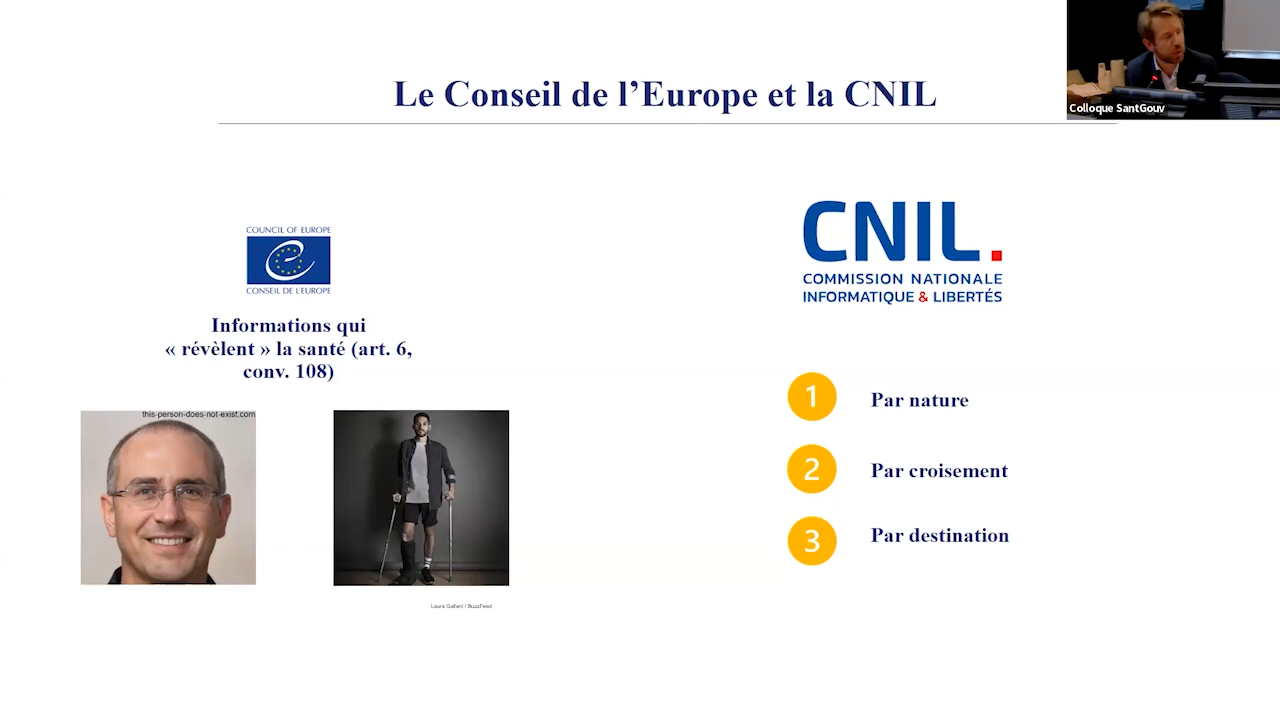 Le Conseil de l’Europe et la CNIL
Colloque SantGouv
COUNCIL OF EUROPE
CONSEIL DE L'EUROPE
Informations qui
« révèlent » la santé (art. 6,
conv. 108)
this-person-does-not-exist.com
Laura Gallant / BuzzFeed
CNIL.
COMMISSION NATIONALE
INFORMATIQUE & LIBERTÉS
1 Par nature
2 Par croisement
3 Par destination